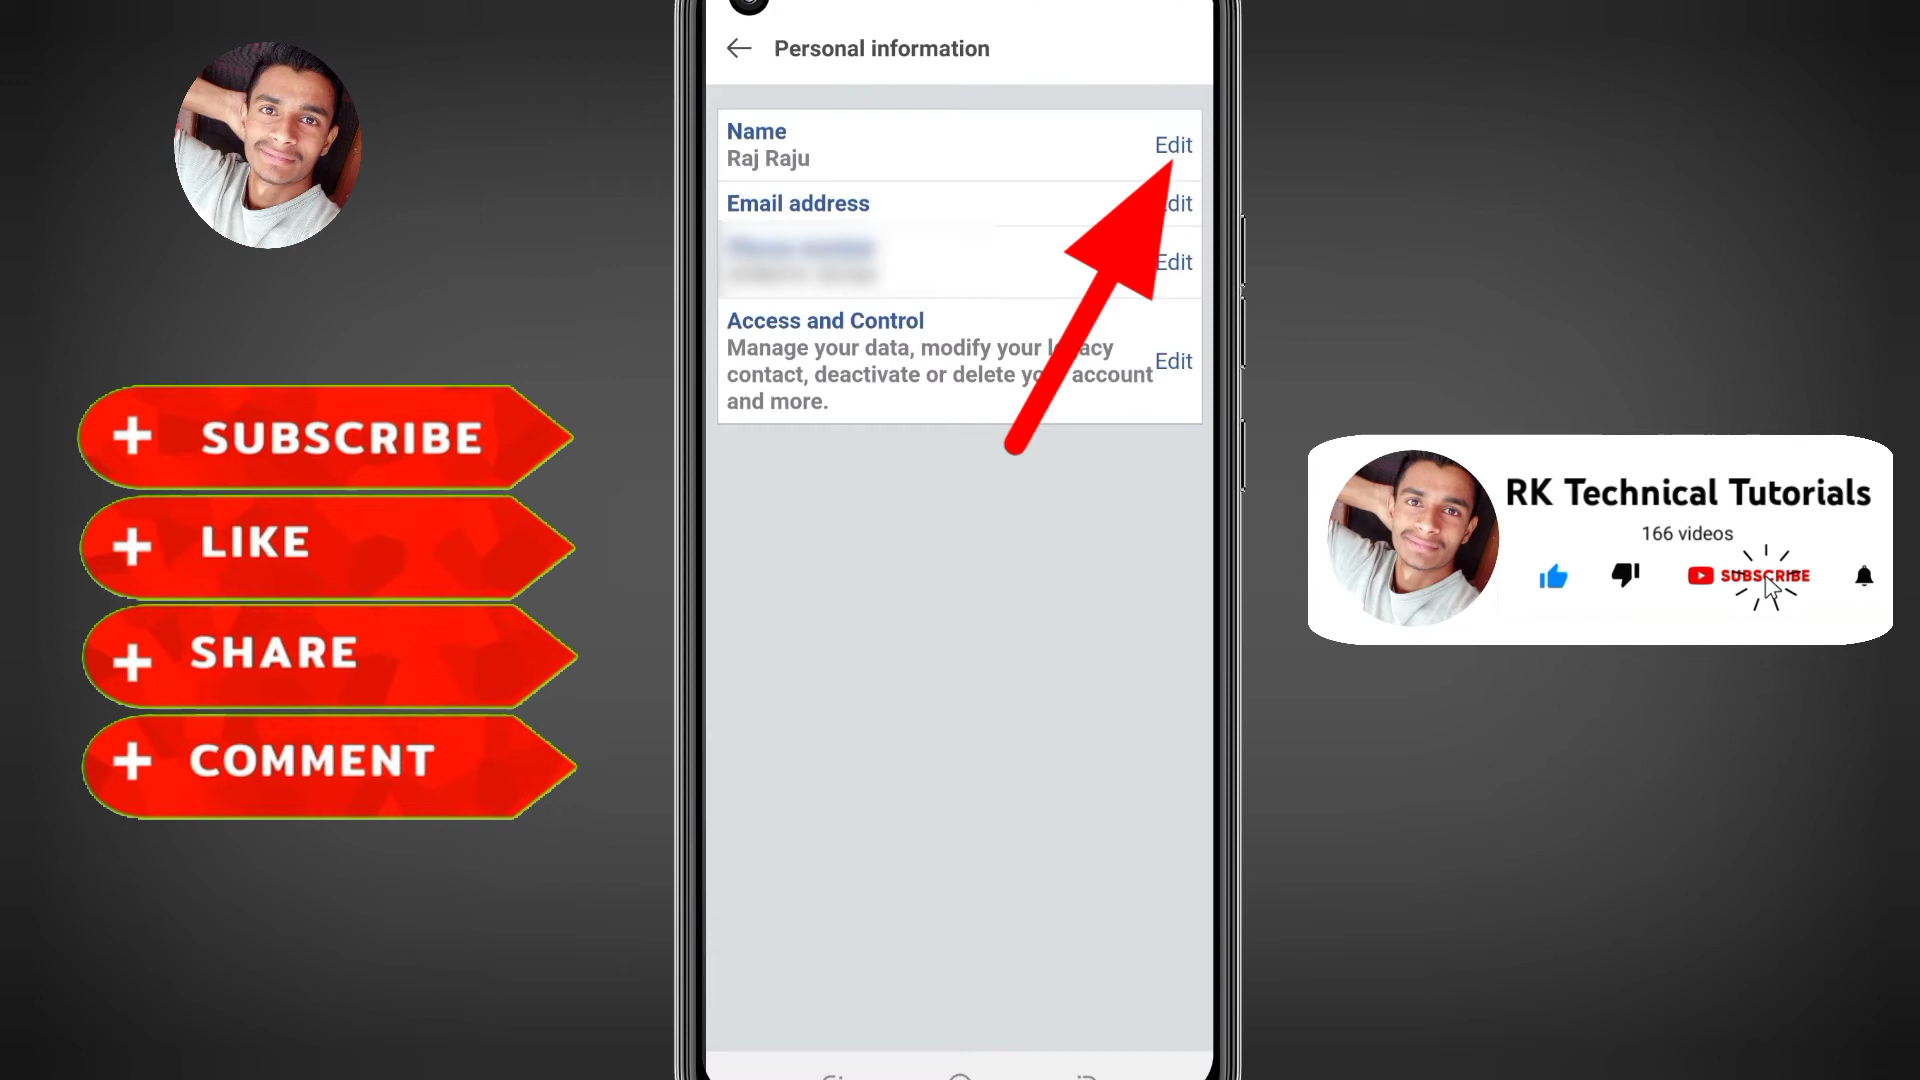 Personal information
Name
Raj Raju
Edit
Email address
dit
Edit
Access and Control
Manage your data, modify your l acy
contact, deactivate or delete yo account
and more.
Edit
SUBSCRIBE
LIKE
SHARE
COMMENT
RK Technical Tutorials
166 videos
SUBSCRIBE